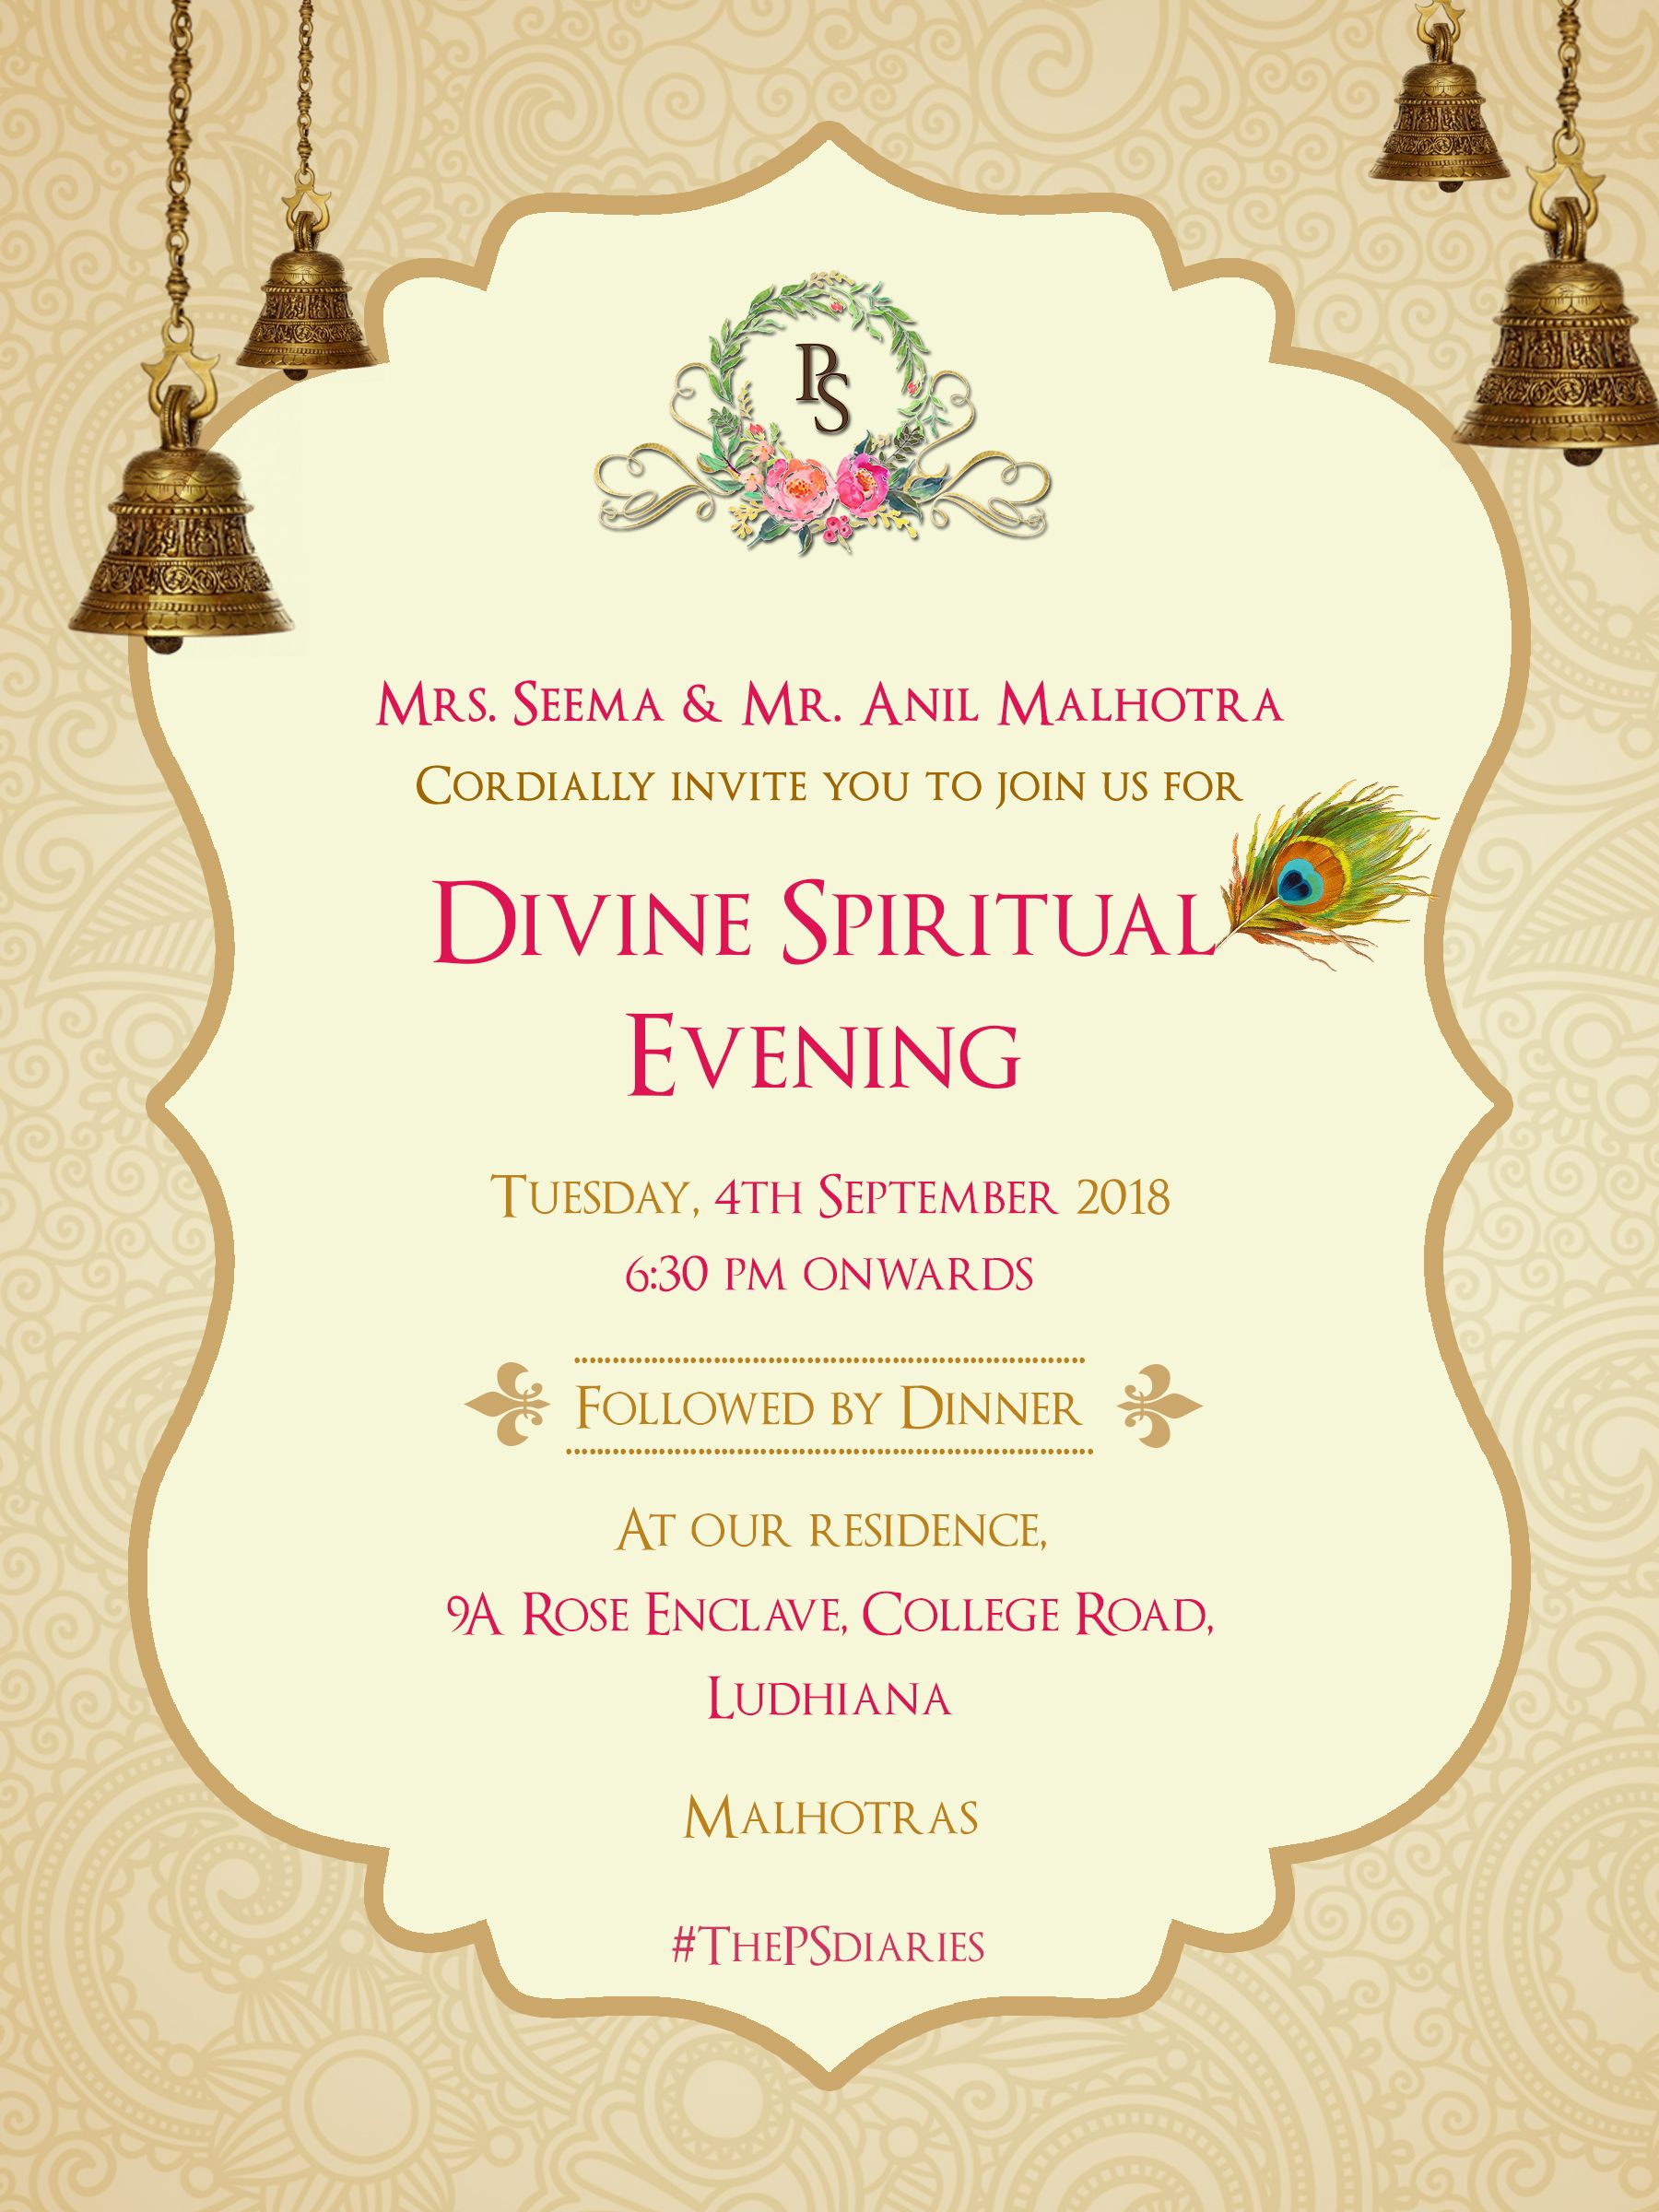 PS
Mrs. Seema & Mr. Anil Malhotra
Cordially invite you to join us for
Divine Spiritual
Evening
Tuesday, 4th September 2018
6:30 pm onwards
Followed by Dinner
At our residence,
9A Rose Enclave, College Road,
Ludhiana
Malhotras
#ThePSdiaries